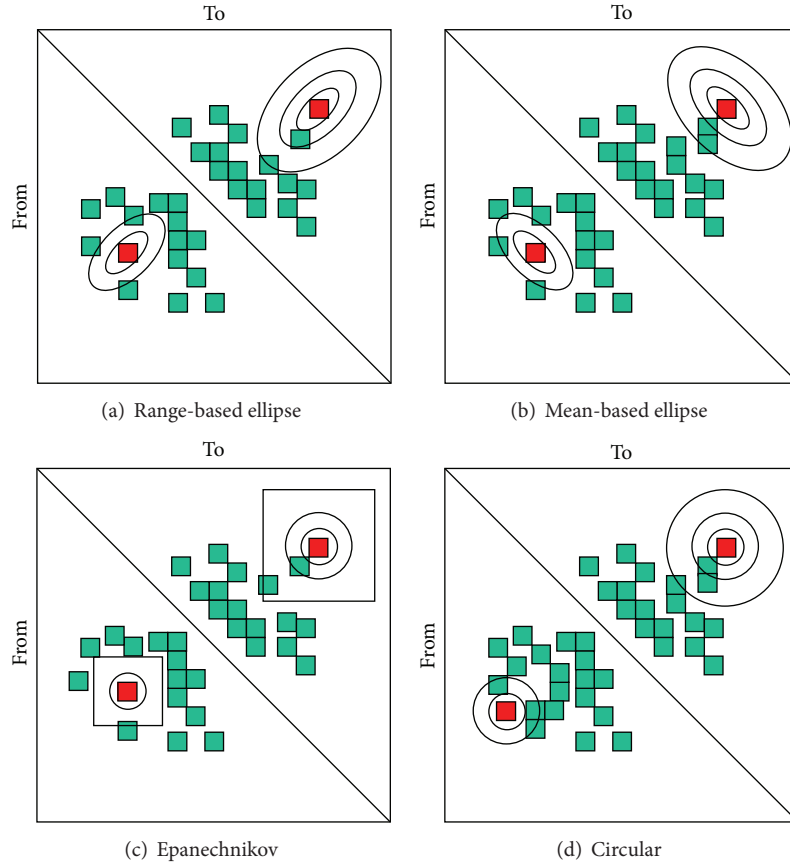 To
To
From
From
(a) Range-based ellipse
(b) Mean-based ellipse
To
To
From
From
(c) Epanechnikov
(d) Circular